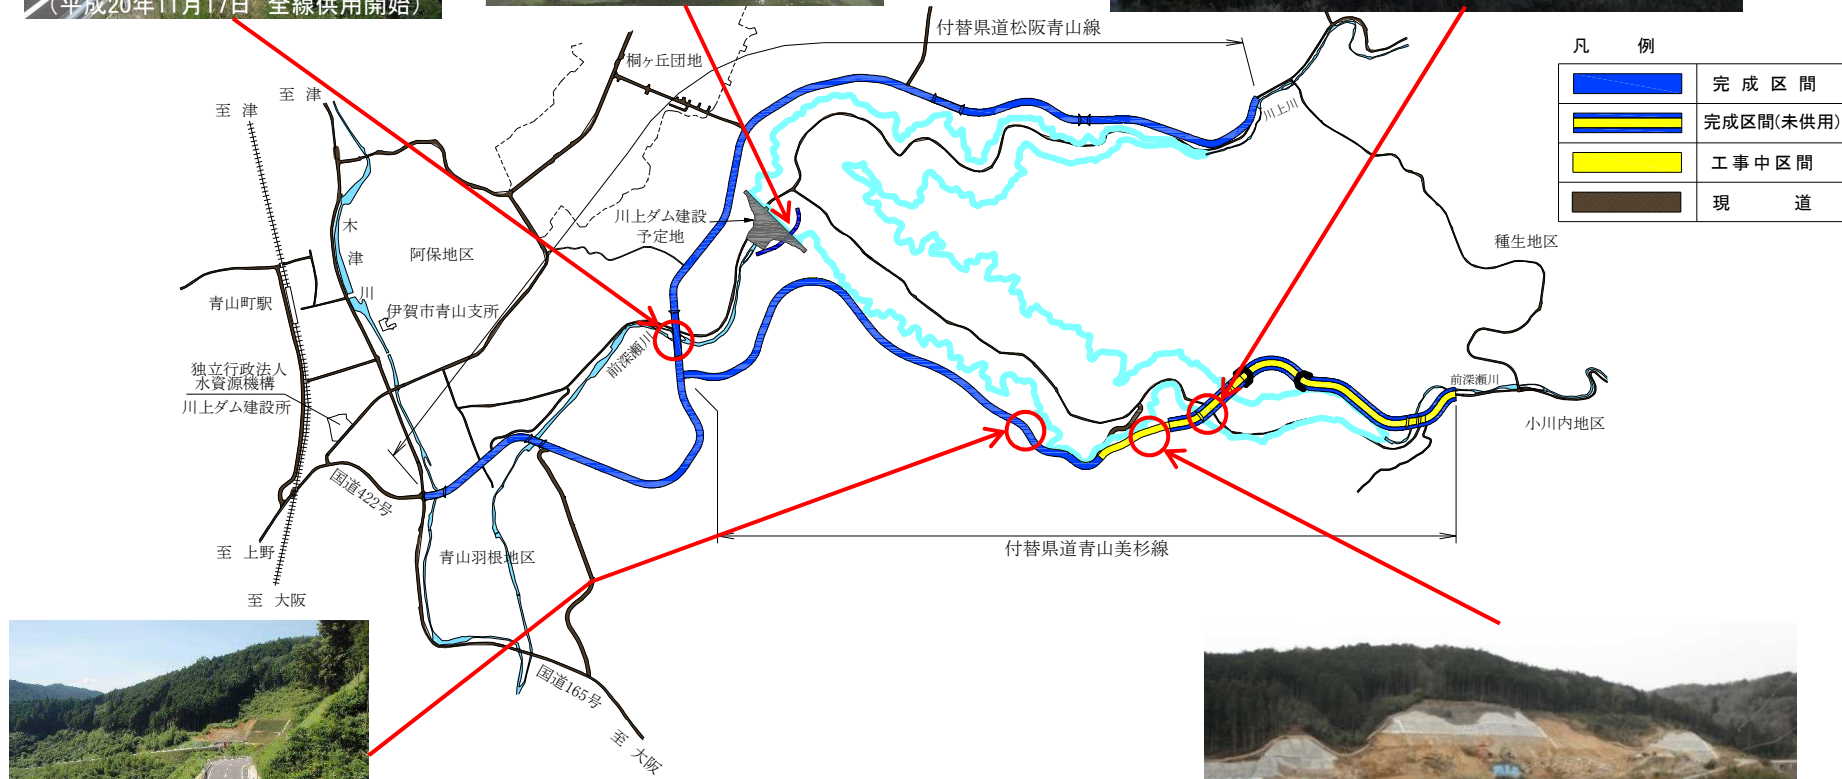 (平成20年11月17日 全線供用開始)
付替県道松阪青山線
凡 例
完成区間
完成区間(未供用)
工事中区間
現 道
桐ヶ丘団地
至 津
至 津
川上川
川上ダム建設
予定地
木津川
阿保地区
種生地区
青山町駅
伊賀市青山支所
前深瀬川
独立行政法人
水資源機構
川上ダム建設所
前深瀬川
小川内地区
国道422号
至 上野
青山羽根地区
付替県道青山美杉線
至 大阪
国道165号
至 大阪